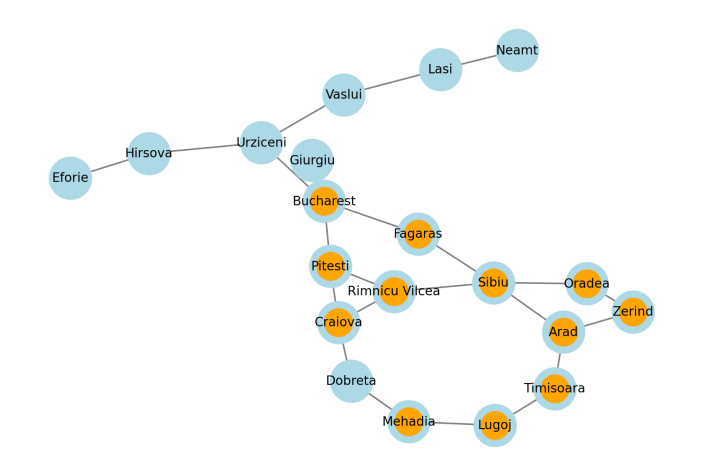 Neamt
Lasi
Vaslui
Urziceni
Hirsova
Giurgiu
Eforie
Bucharest
Fagaras
Pitesti
Sibiu
Oradea
Rimnicu Vilcea
Zerind
Craiova
Arad
Dobreta
Timisoara
Mehadia
Lugoj